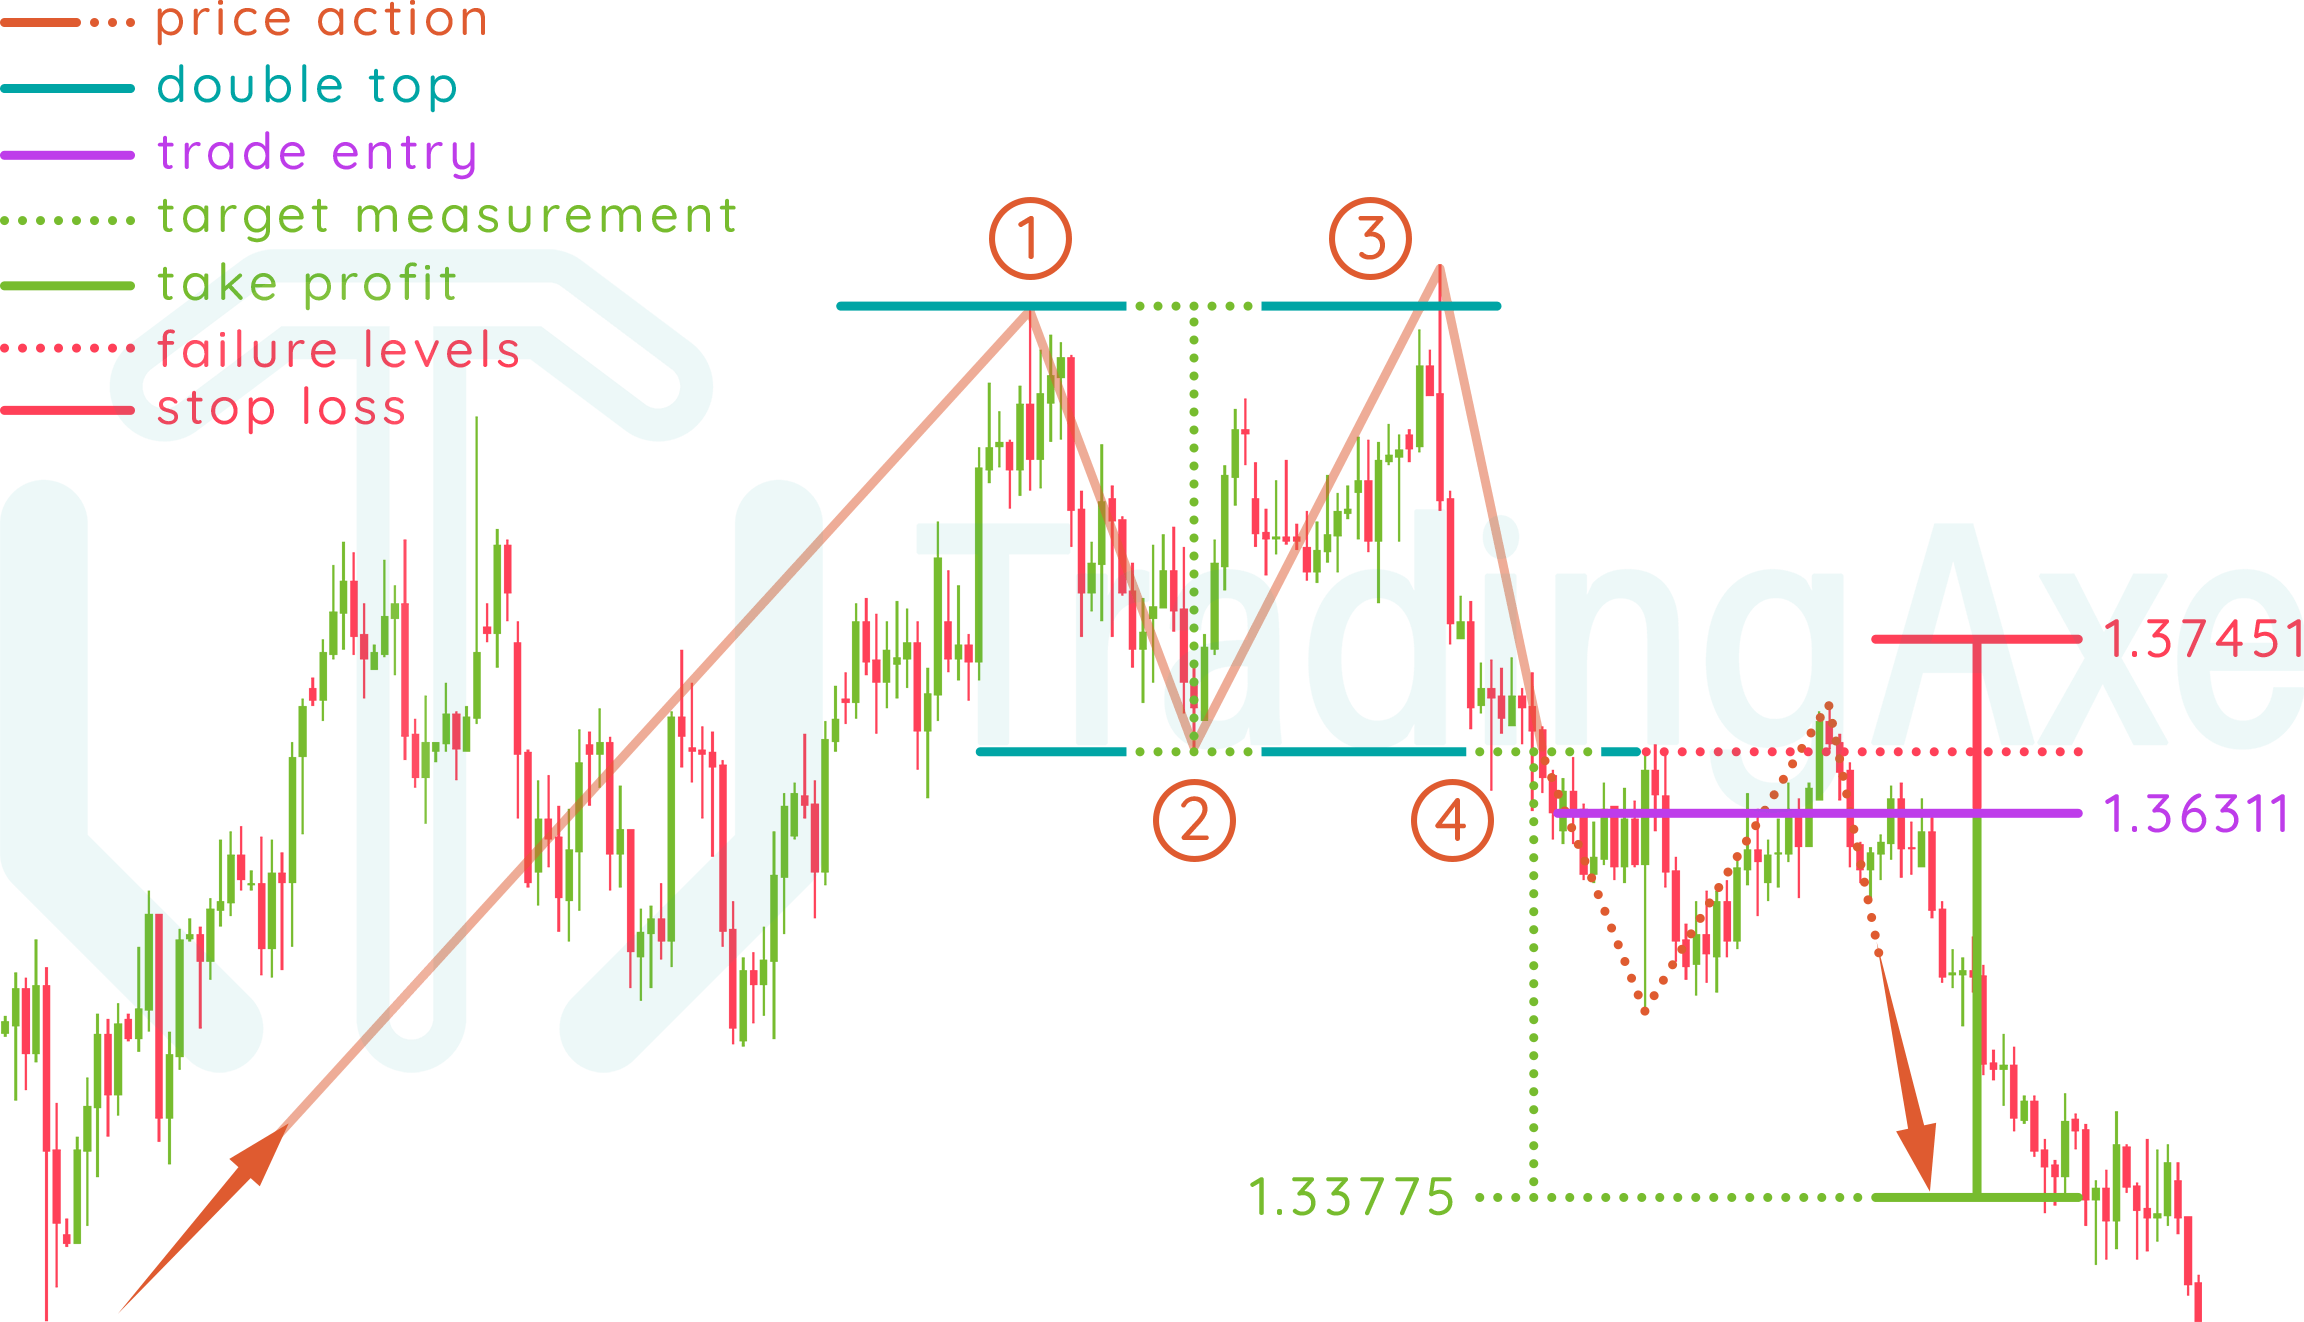 price action
double top
trade entry
target measurement
take profit
failure levels
stop loss
1
3
TradingAxe
1.37451
1.36311
2
4
1.33775